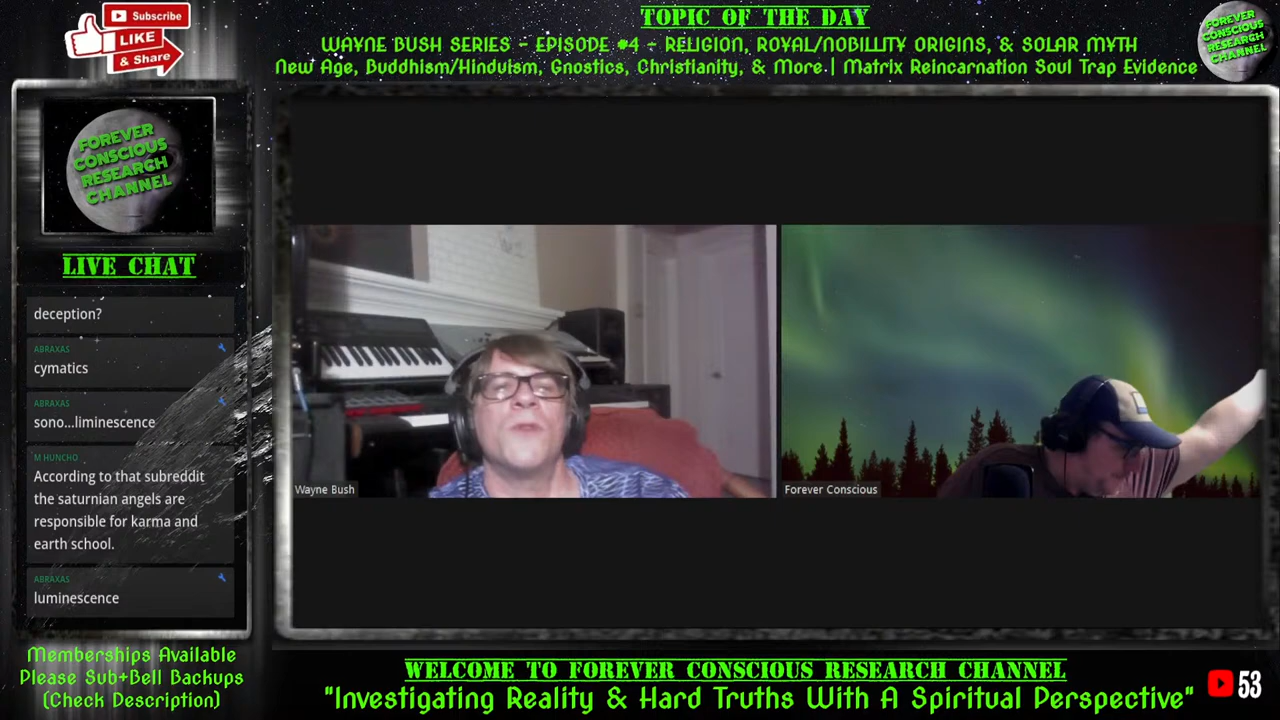 Subscribe
LIKE
& Share
TOPIC OF THE DAY
WAYNE BUSH SERIES - EPISODE #4 - RELIGION, ROYAL/NOBILLITY ORIGINS, & SOLAR MYTH
New Age, Buddhism/Hinduism, Gnostics, Christianity, & More | Matrix Reincarnation Soul Trap Evidence
FOREVER
CONSCIOUS
RESEARCH
CHANNEL
FOREVER
CONSCIOUS
RESEARCH
CHANNEL
LIVE CHAT
deception?
ABRAXAS
cymatics
ABRAXAS
sono...liminescence
M HUNCHO
According to that subreddit
the saturnian angels are
responsible for karma and
earth school.
ABRAXAS
luminescence
Wayne Bush
Forever Conscious
Memberships Available
Please Sub+Bell Backups
(Check Description)
WELCOME TO FOREVER CONSCIOUS RESEARCH CHANNEL
"Investigating Reality & Hard Truths With A Spiritual Perspective"
53